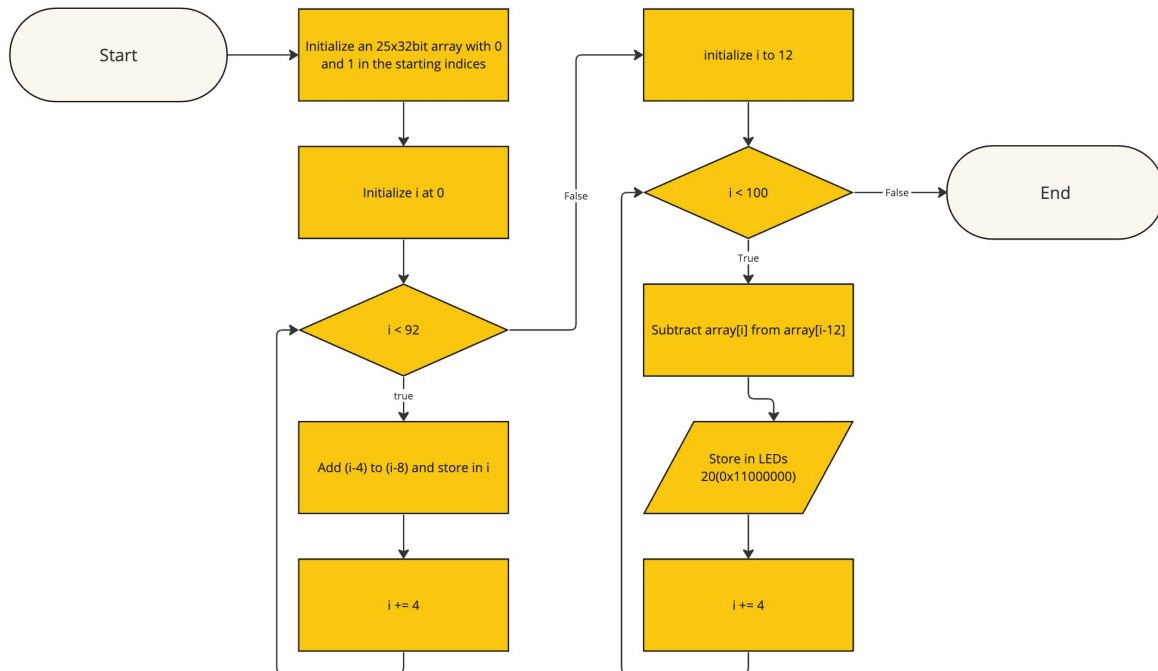 Start
Initialize an 25x32bit array with 0
and 1 in the starting indices
Initialize i at 0
i < 92
true
Add (i-4) to (i-8) and store in i
i += 4
False
initialize i to 12
i < 100
False
End
True
Subtract array[i] from array[i-12]
Store in LEDs
20(0x11000000)
i += 4